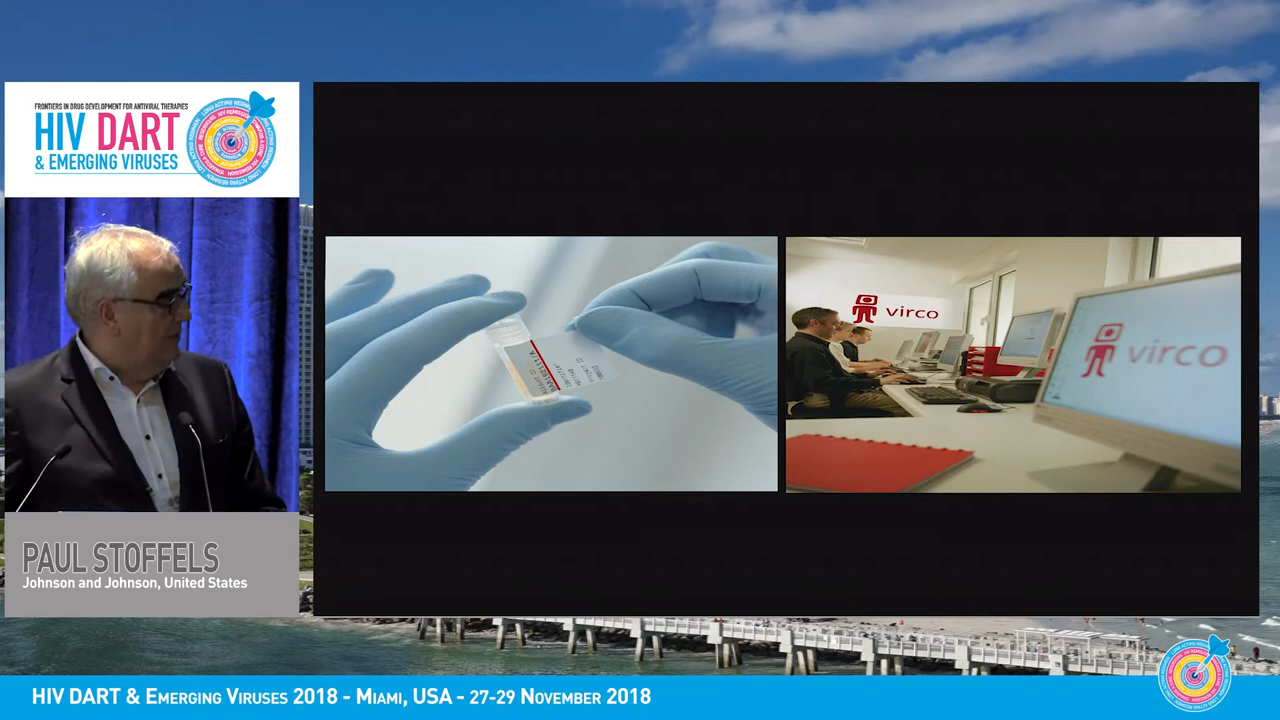 FRONTIERS IN DRUG DEVELOPMENT FOR ANTIVIRAL THERAPIES
HIV DART
& EMERGING VIRUSES
virco
virco
PAUL STOFFELS
Johnson and Johnson, United States
HIV DART & EMERGING VIRUSES 2018 - MIAMI, USA - 27-29 NOVEMBER 2018